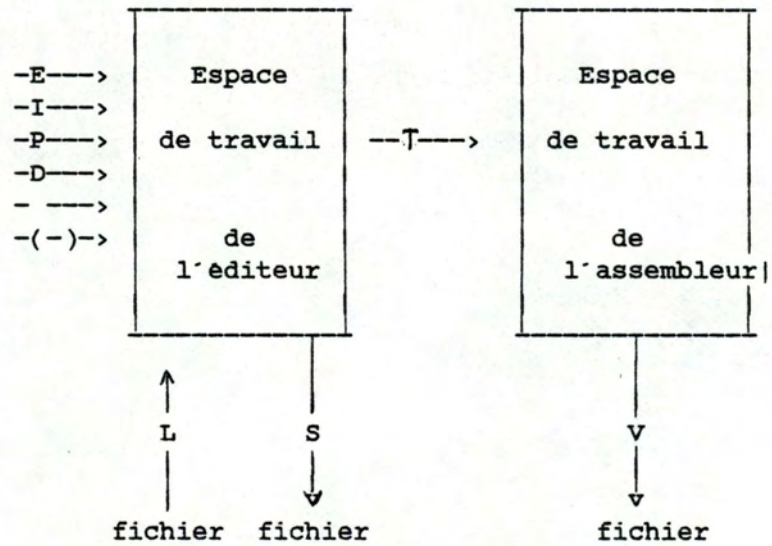 -E---> Espace Espace
-I--->
-P---> de travail --T----> de travail
-D--->
- --->
-(-)-> de de
l´éditeur l´assembleur|
L S V
fichier fichier fichier